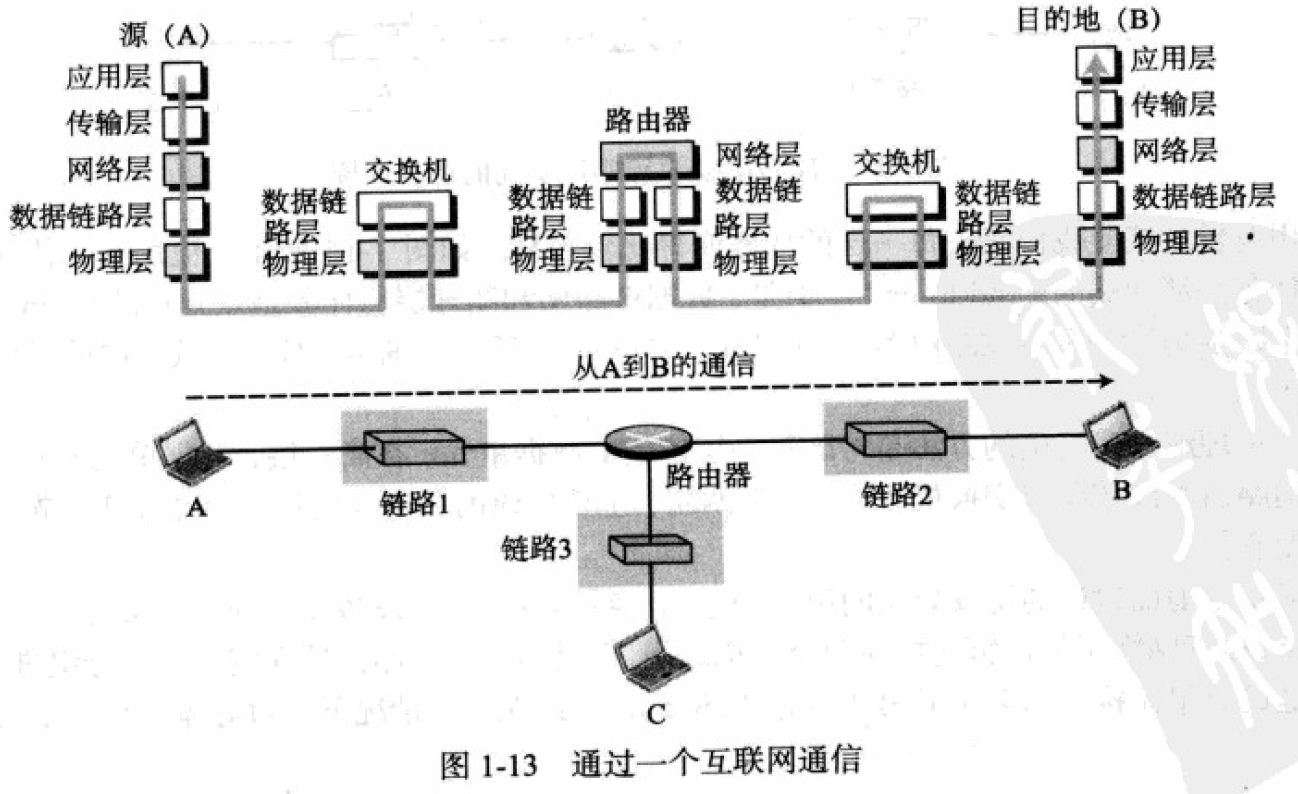 源（A）
目的地（B）
应用层
传输层
网络层
数据链路层
物理层
交换机
数据链
路层
物理层
路由器
网络层
数据链
路层
物理层
数据链
路层
物理层
交换机
数据链
路层
物理层
应用层
传输层
网络层
数据链路层
物理层
从A到B的通信
A
链路1
路由器
链路2
B
链路3
C
图 1-13 通过一个互联网通信